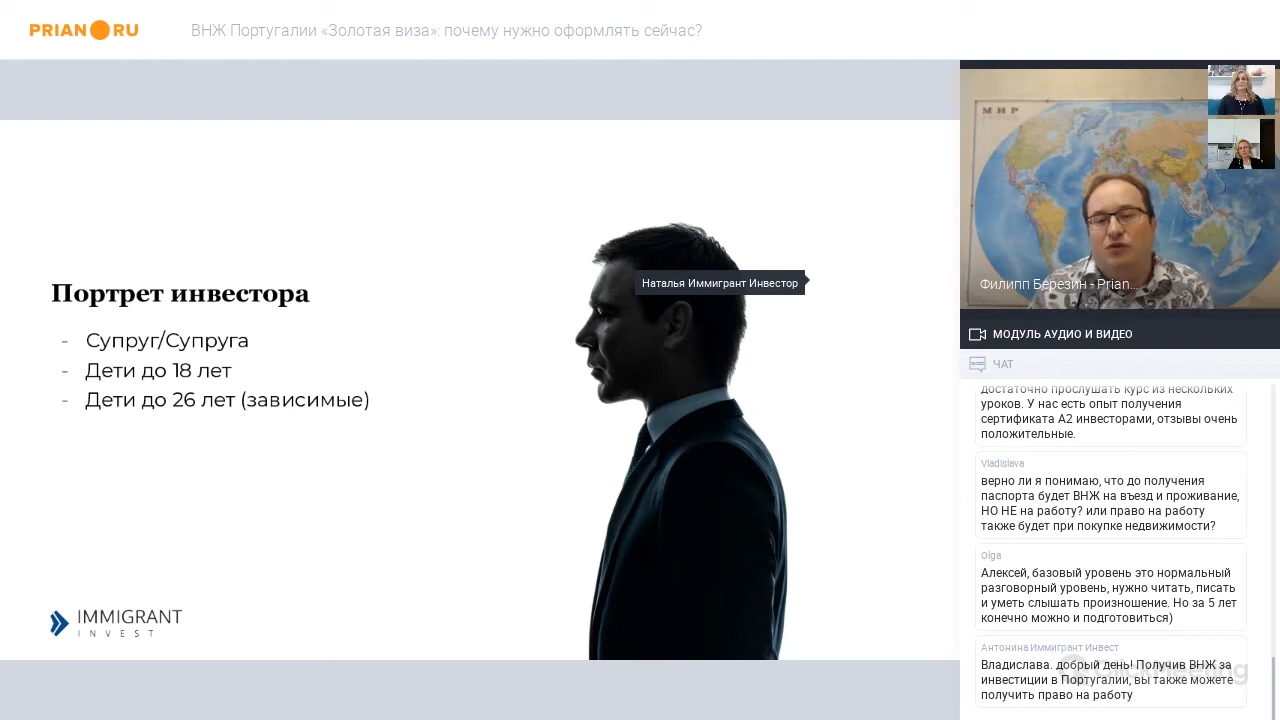 PRIAN RU
ВНЖ Португалии «Золотая виза»: почему нужно оформлять сейчас?
Портрет инвестора
- Супруг/Супруга
- Дети до 18 лет
- Дети до 26 лет (зависимые)
Наталья Иммигрант Инвестор
IMMIGRANT
INVEST
МИР
Филипп Березин - Prian...
МОДУЛЬ АУДИО И ВИДЕО
ЧАТ
достаточно прослушать курс из нескольких
уроков. У нас есть опыт получения
сертификата А2 инвесторами, отзывы очень
положительные.
Vladislava
верно ли я понимаю, что до получения
паспорта будет ВНЖ на въезд и проживание,
НО НЕ на работу? или право на работу
также будет при покупке недвижимости?
Olga
Алексей, базовый уровень это нормальный
разговорный уровень, нужно читать, писать
и уметь слышать произношение. Но за 5 лет
конечно можно и подготовиться)
Антонина Иммигрант Инвест
Владислава. добрый день! Получив ВНЖ за
инвестиции в Португалии, вы также можете
получить право на работу
ClickMeeting